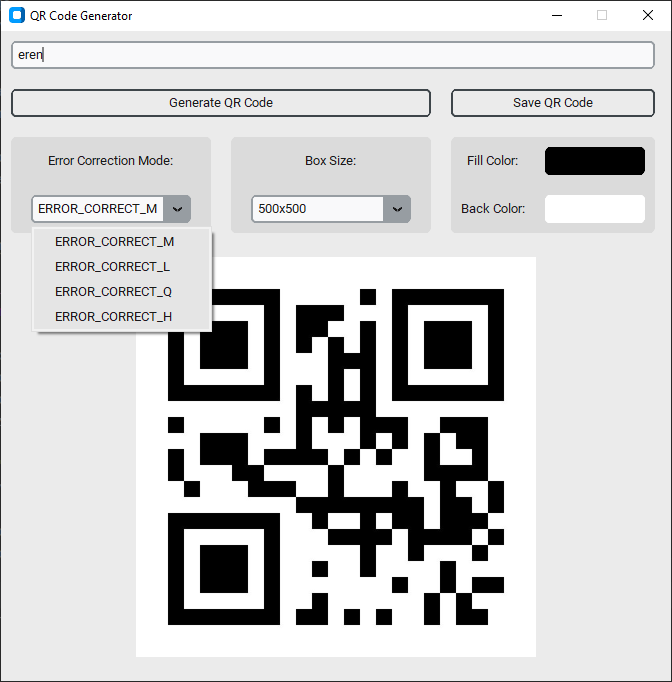 QR Code Generator
eren
Generate QR Code
Save QR Code
Error Correction Mode:
Box Size:
Fill Color:
ERROR_CORRECT_M
500x500
Back Color:
ERROR_CORRECT_M
ERROR_CORRECT_L
ERROR_CORRECT_Q
ERROR_CORRECT_H